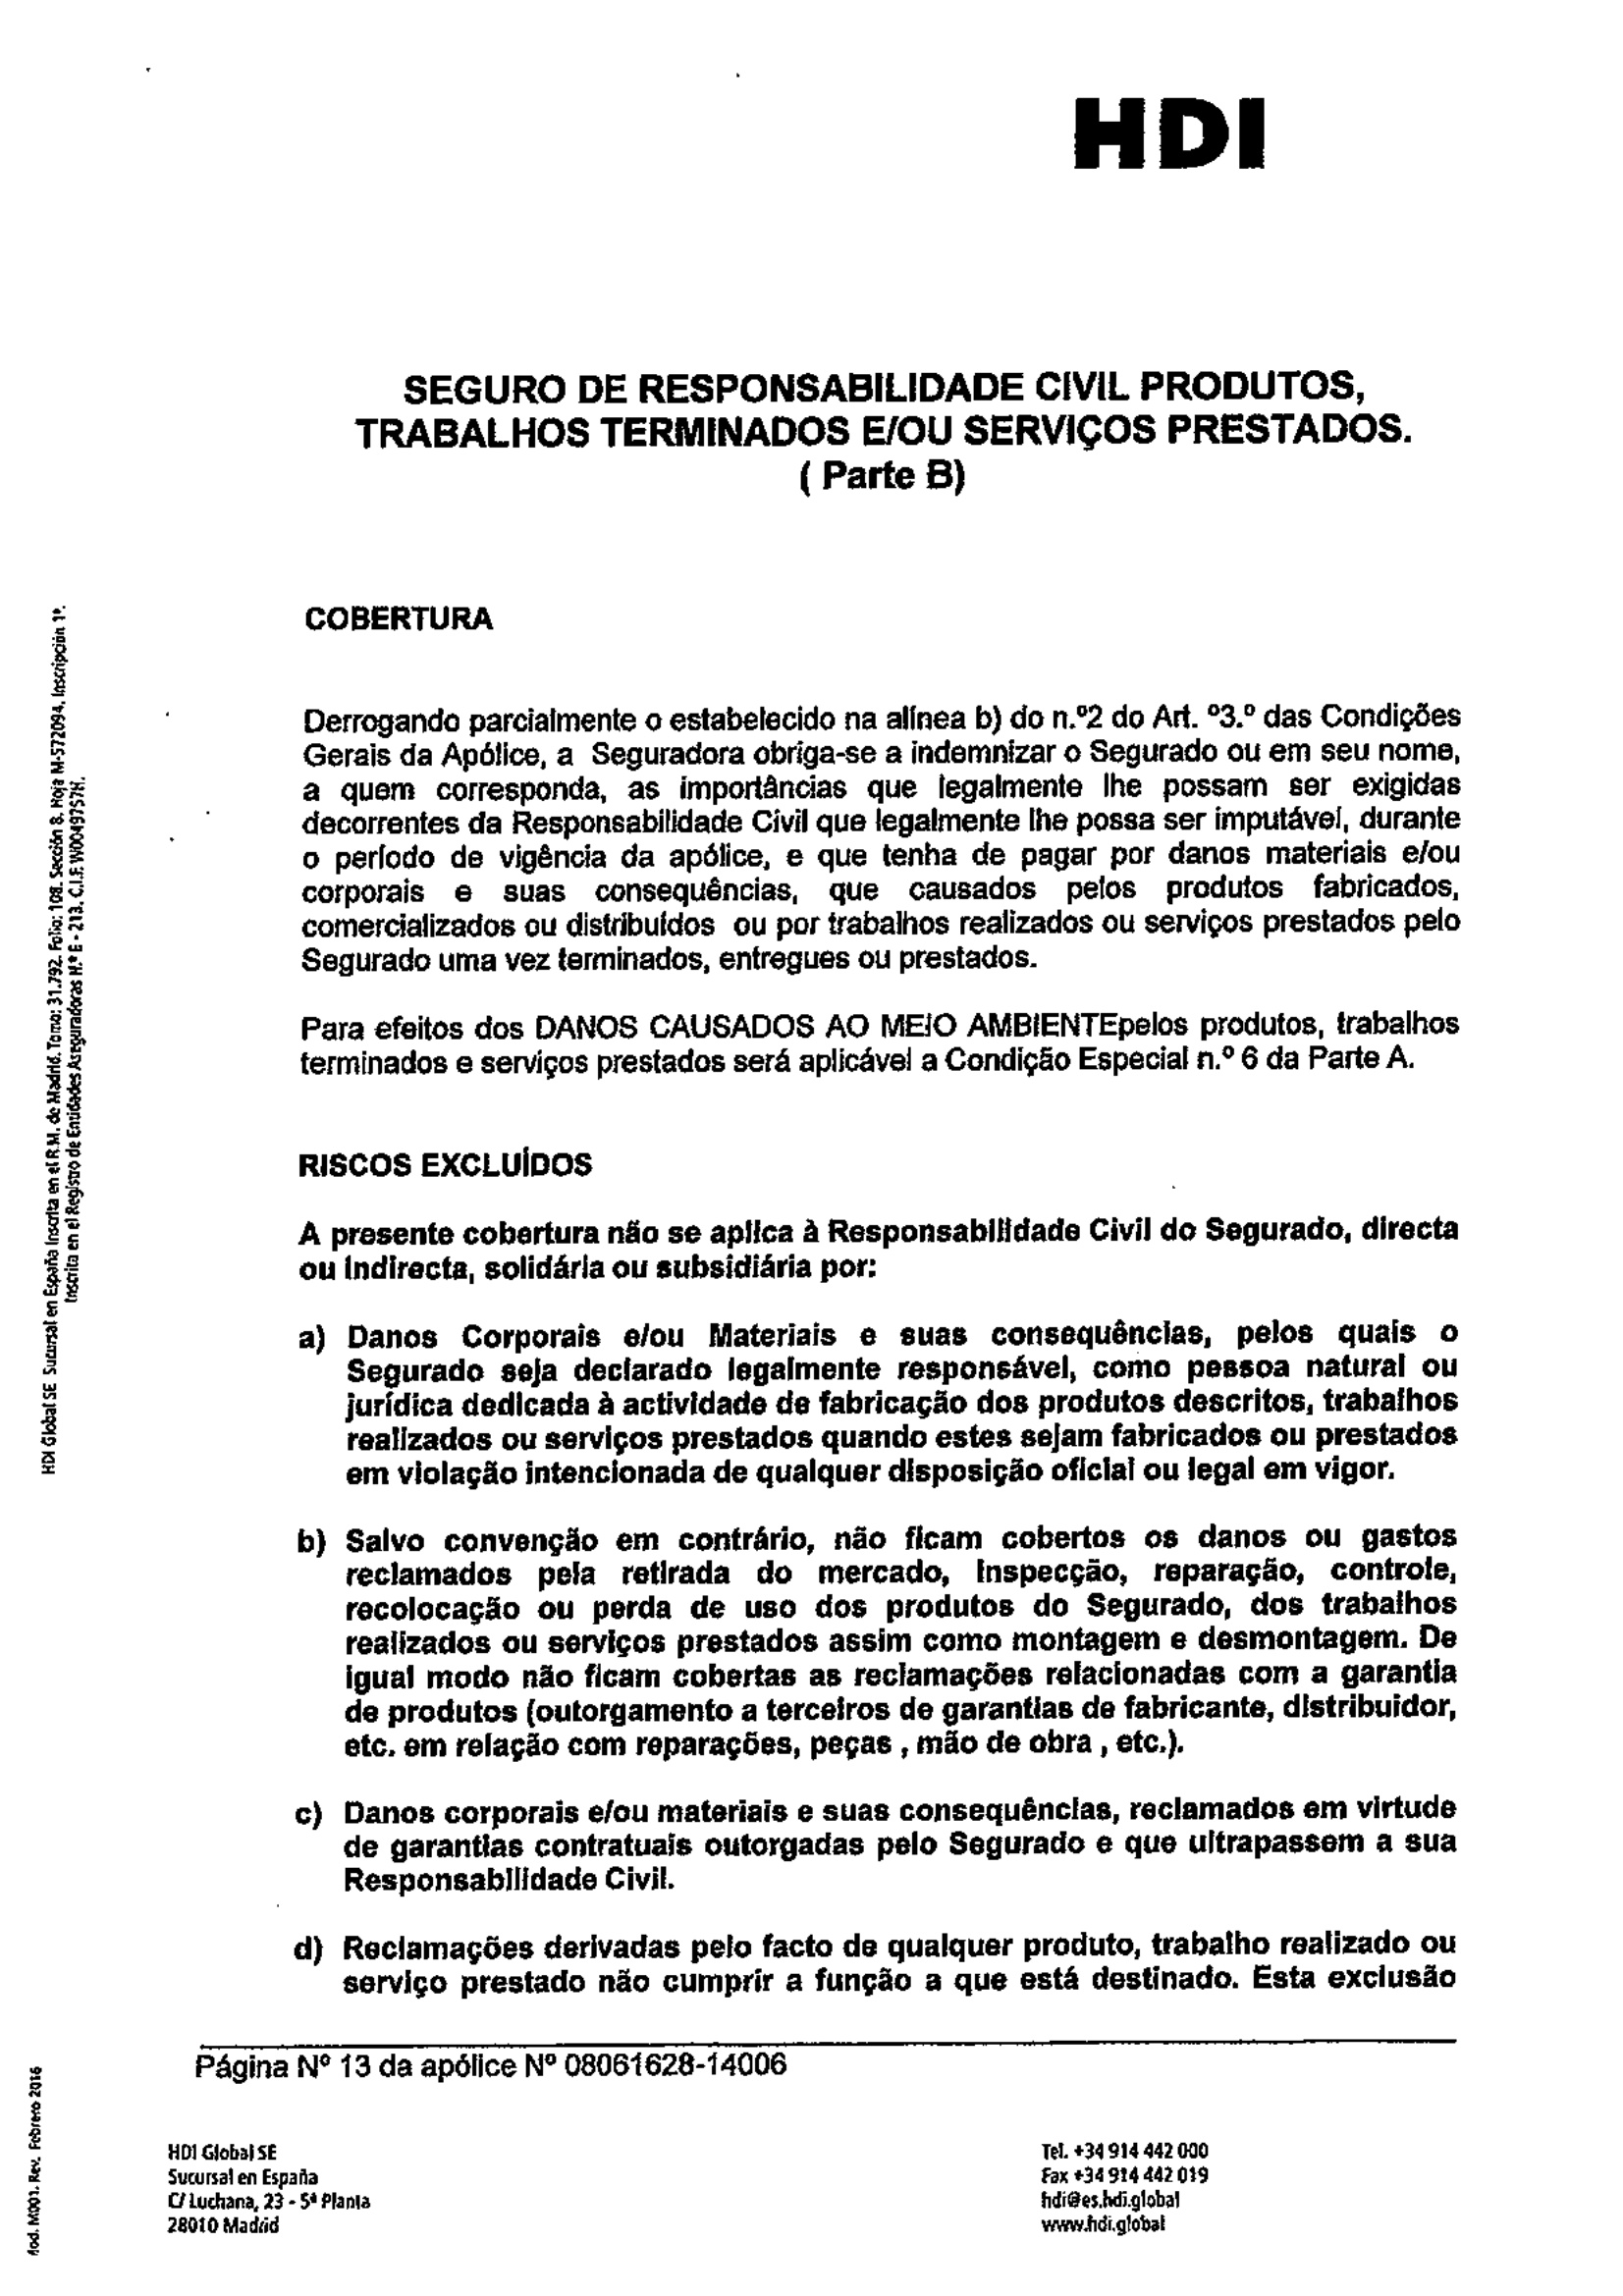 HDI
SEGURO DE RESPONSABILIDADE CIVIL PRODUTOS,
TRABALHOS TERMINADOS E/OU SERVIÇOS PRESTADOS.
( Parte B)
COBERTURA
Derrogando parcialmente o estabelecido na alínea b) do n.º2 do Art. º3.º das Condições
Gerais da Apólice, a Seguradora obriga-se a indemnizar o Segurado ou em seu nome,
a quem corresponda, as importâncias que legalmente lhe possam ser exigidas
decorrentes da Responsabilidade Civil que legalmente lhe possa ser imputável, durante
o período de vigência da apólice, e que tenha de pagar por danos materiais e/ou
corporais e suas consequências, que causados pelos produtos fabricados,
comercializados ou distribuídos ou por trabalhos realizados ou serviços prestados pelo
Segurado uma vez terminados, entregues ou prestados.
Para efeitos dos DANOS CAUSADOS AO MEIO AMBIENTEpelos produtos, trabalhos
terminados e serviços prestados será aplicável a Condição Especial n.º 6 da Parte A.
RISCOS EXCLUÍDOS
A presente cobertura não se aplica à Responsabilidade Civil do Segurado, directa
ou indirecta, solidária ou subsidiária por:
a) Danos Corporais e/ou Materiais e suas consequências, pelos quais o
Segurado seja declarado legalmente responsável, como pessoa natural ou
jurídica dedicada à actividade de fabricação dos produtos descritos, trabalhos
realizados ou serviços prestados quando estes sejam fabricados ou prestados
em violação intencionada de qualquer disposição oficial ou legal em vigor.
b) Salvo convenção em contrário, não ficam cobertos os danos ou gastos
reclamados pela retirada do mercado, inspecção, reparação, controle,
recolocação ou perda de uso dos produtos do Segurado, dos trabalhos
realizados ou serviços prestados assim como montagem e desmontagem. De
igual modo não ficam cobertas as reclamações relacionadas com a garantia
de produtos (outorgamento a terceiros de garantias de fabricante, distribuidor,
etc. em relação com reparações, peças , mão de obra , etc.).
c) Danos corporais e/ou materiais e suas consequências, reclamados em virtude
de garantias contratuais outorgadas pelo Segurado e que ultrapassem a sua
Responsabilidade Civil.
d) Reclamações derivadas pelo facto de qualquer produto, trabalho realizado ou
serviço prestado não cumprir a função a que está destinado. Esta exclusão
Página Nº 13 da apólice Nº 08061628-14006
HDI Global SE
Sucursal en España
C/ Luchana, 23 - 5ª Planta
28010 Madrid
Tel. +34 914 442 000
Fax +34 914 442 019
hdi@es.hdi.global
www.hdi.global
HDI Global SE Sucursal en España Inscrita en el R.M. de Madrid. Tomo: 31.792. Folio: 108. Sección 8. Hoja M-572094. Inscripción 1ª.
Inscrita en el Registro de Entidades Aseguradoras N.º E - 213. C.I.F. W0049757H.
Mod. M001. Rev. Febrero 2016